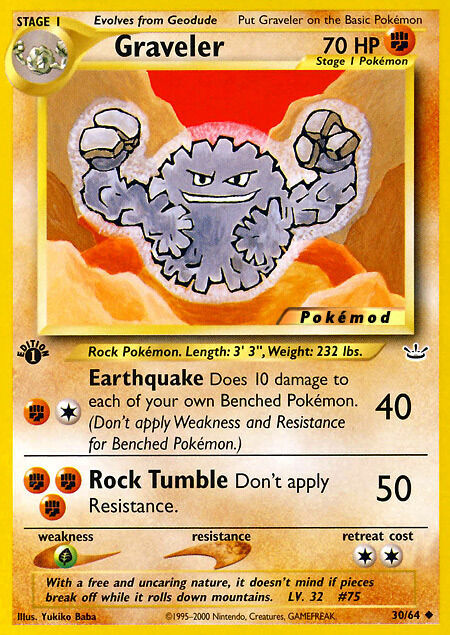 STAGE 1 Evolves from Geodude Put Graveler on the Basic Pokémon
Graveler 70 HP
Stage 1 Pokémon
Pokémod
EDITION
1
Rock Pokémon. Length: 3' 3", Weight: 232 lbs.
Earthquake Does 10 damage to
each of your own Benched Pokémon. 40
(Don't apply Weakness and Resistance
for Benched Pokémon.)
Rock Tumble Don't apply 50
Resistance.
weakness resistance retreat cost
With a free and uncaring nature, it doesn't mind if pieces
break off while it rolls down mountains. LV. 32 #75
Illus. Yukiko Baba ©1995–2000 Nintendo, Creatures, GAMEFREAK. 30/64